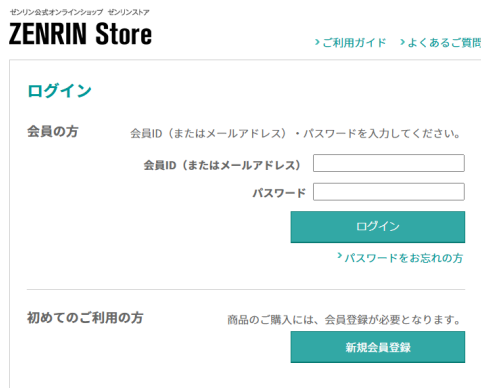 ゼンリン公式オンラインショップ ゼンリンストア
ZENRIN Store
ご利用ガイド よくあるご質問
ログイン
会員の方 会員ID（またはメールアドレス）・パスワードを入力してください。
会員ID（またはメールアドレス）
パスワード
ログイン
パスワードをお忘れの方
初めてのご利用の方 商品のご購入には、会員登録が必要となります。
新規会員登録